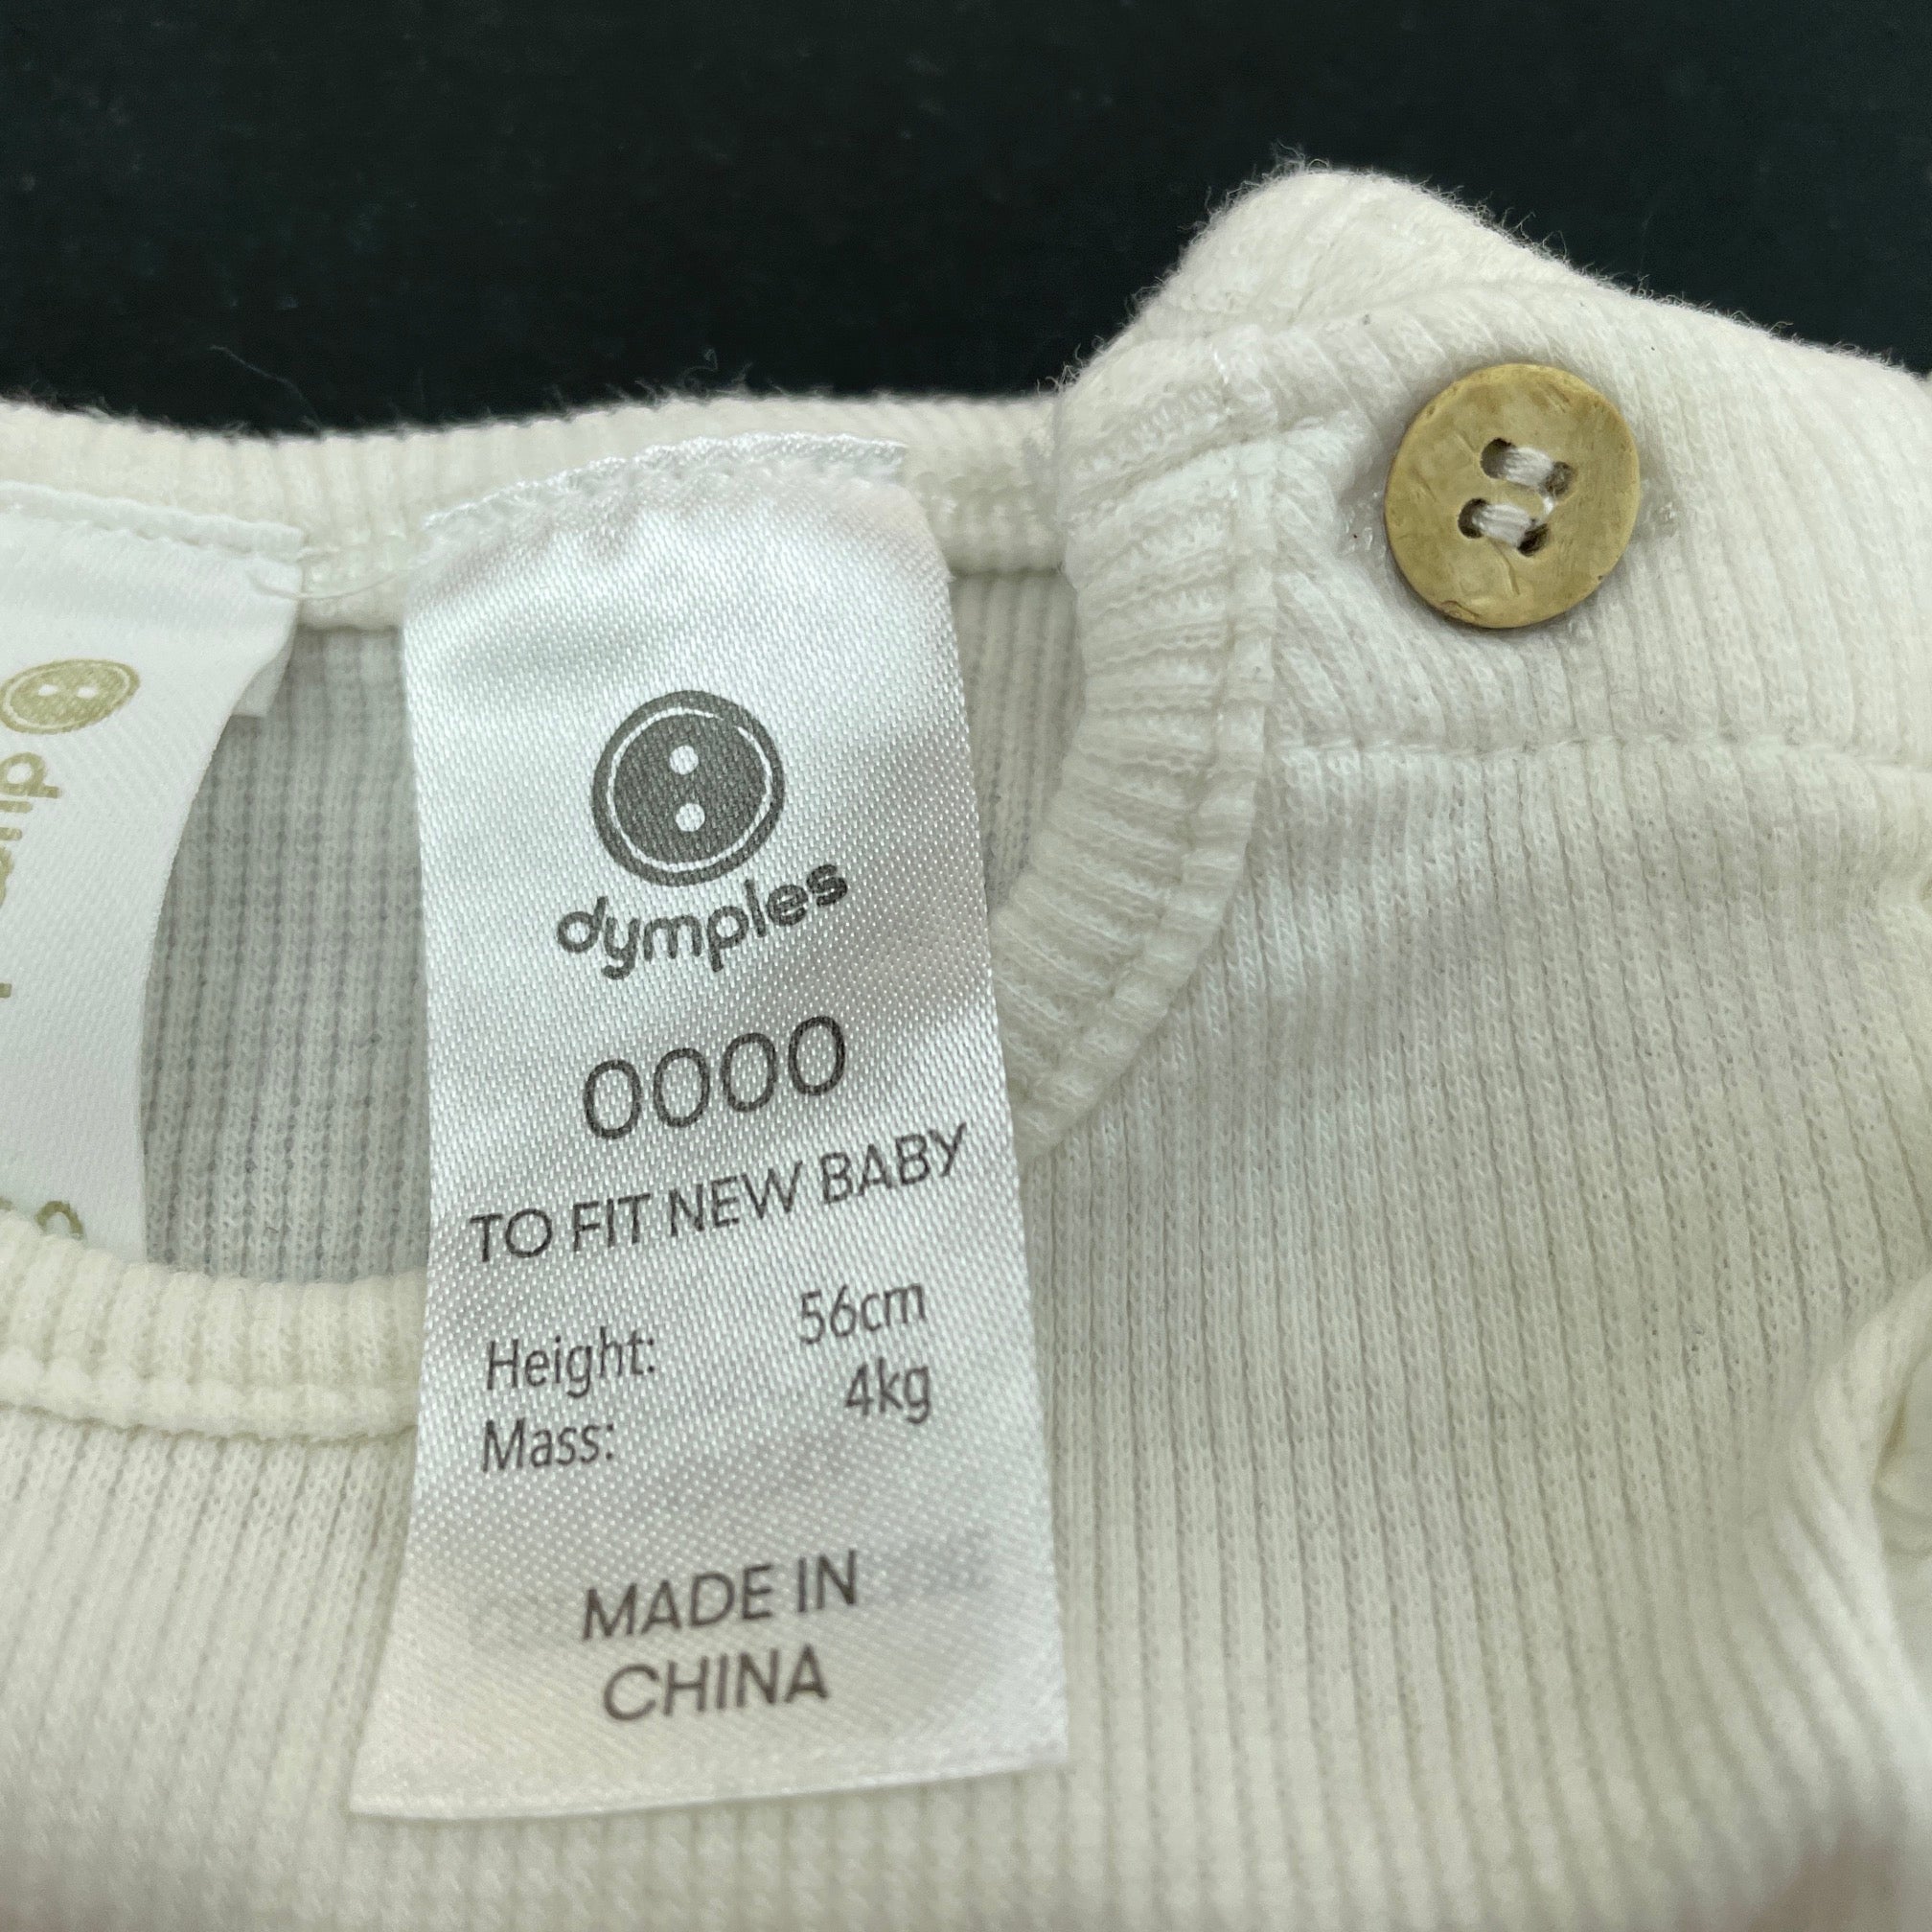 dymples
0000
TO FIT NEW BABY
Height: 56cm
Mass: 4kg
MADE IN
CHINA